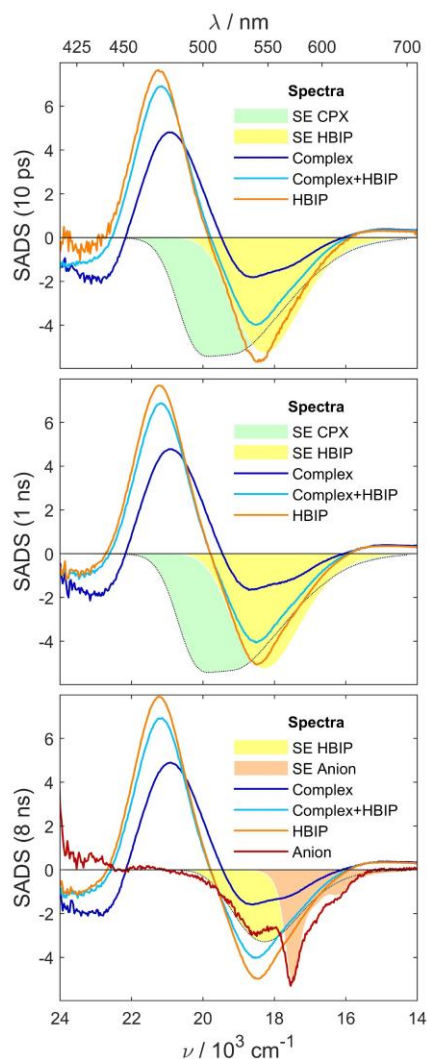 λ / nm
425 450 500 540 580 630 700
SADS (10 ps)
6
4
2
0
-2
-4
Spectra
SE CPX
SE HBIP
Complex
Complex+HBIP
HBIP
SADS (1 ns)
6
4
2
0
-2
-4
Spectra
SE CPX
SE HBIP
Complex
Complex+HBIP
HBIP
SADS (8 ns)
6
4
2
0
-2
-4
Spectra
SE HBIP
SE Anion
Complex
Complex+HBIP
HBIP
Anion
24 22 20 18 16 14
ν / 10³ cm⁻¹